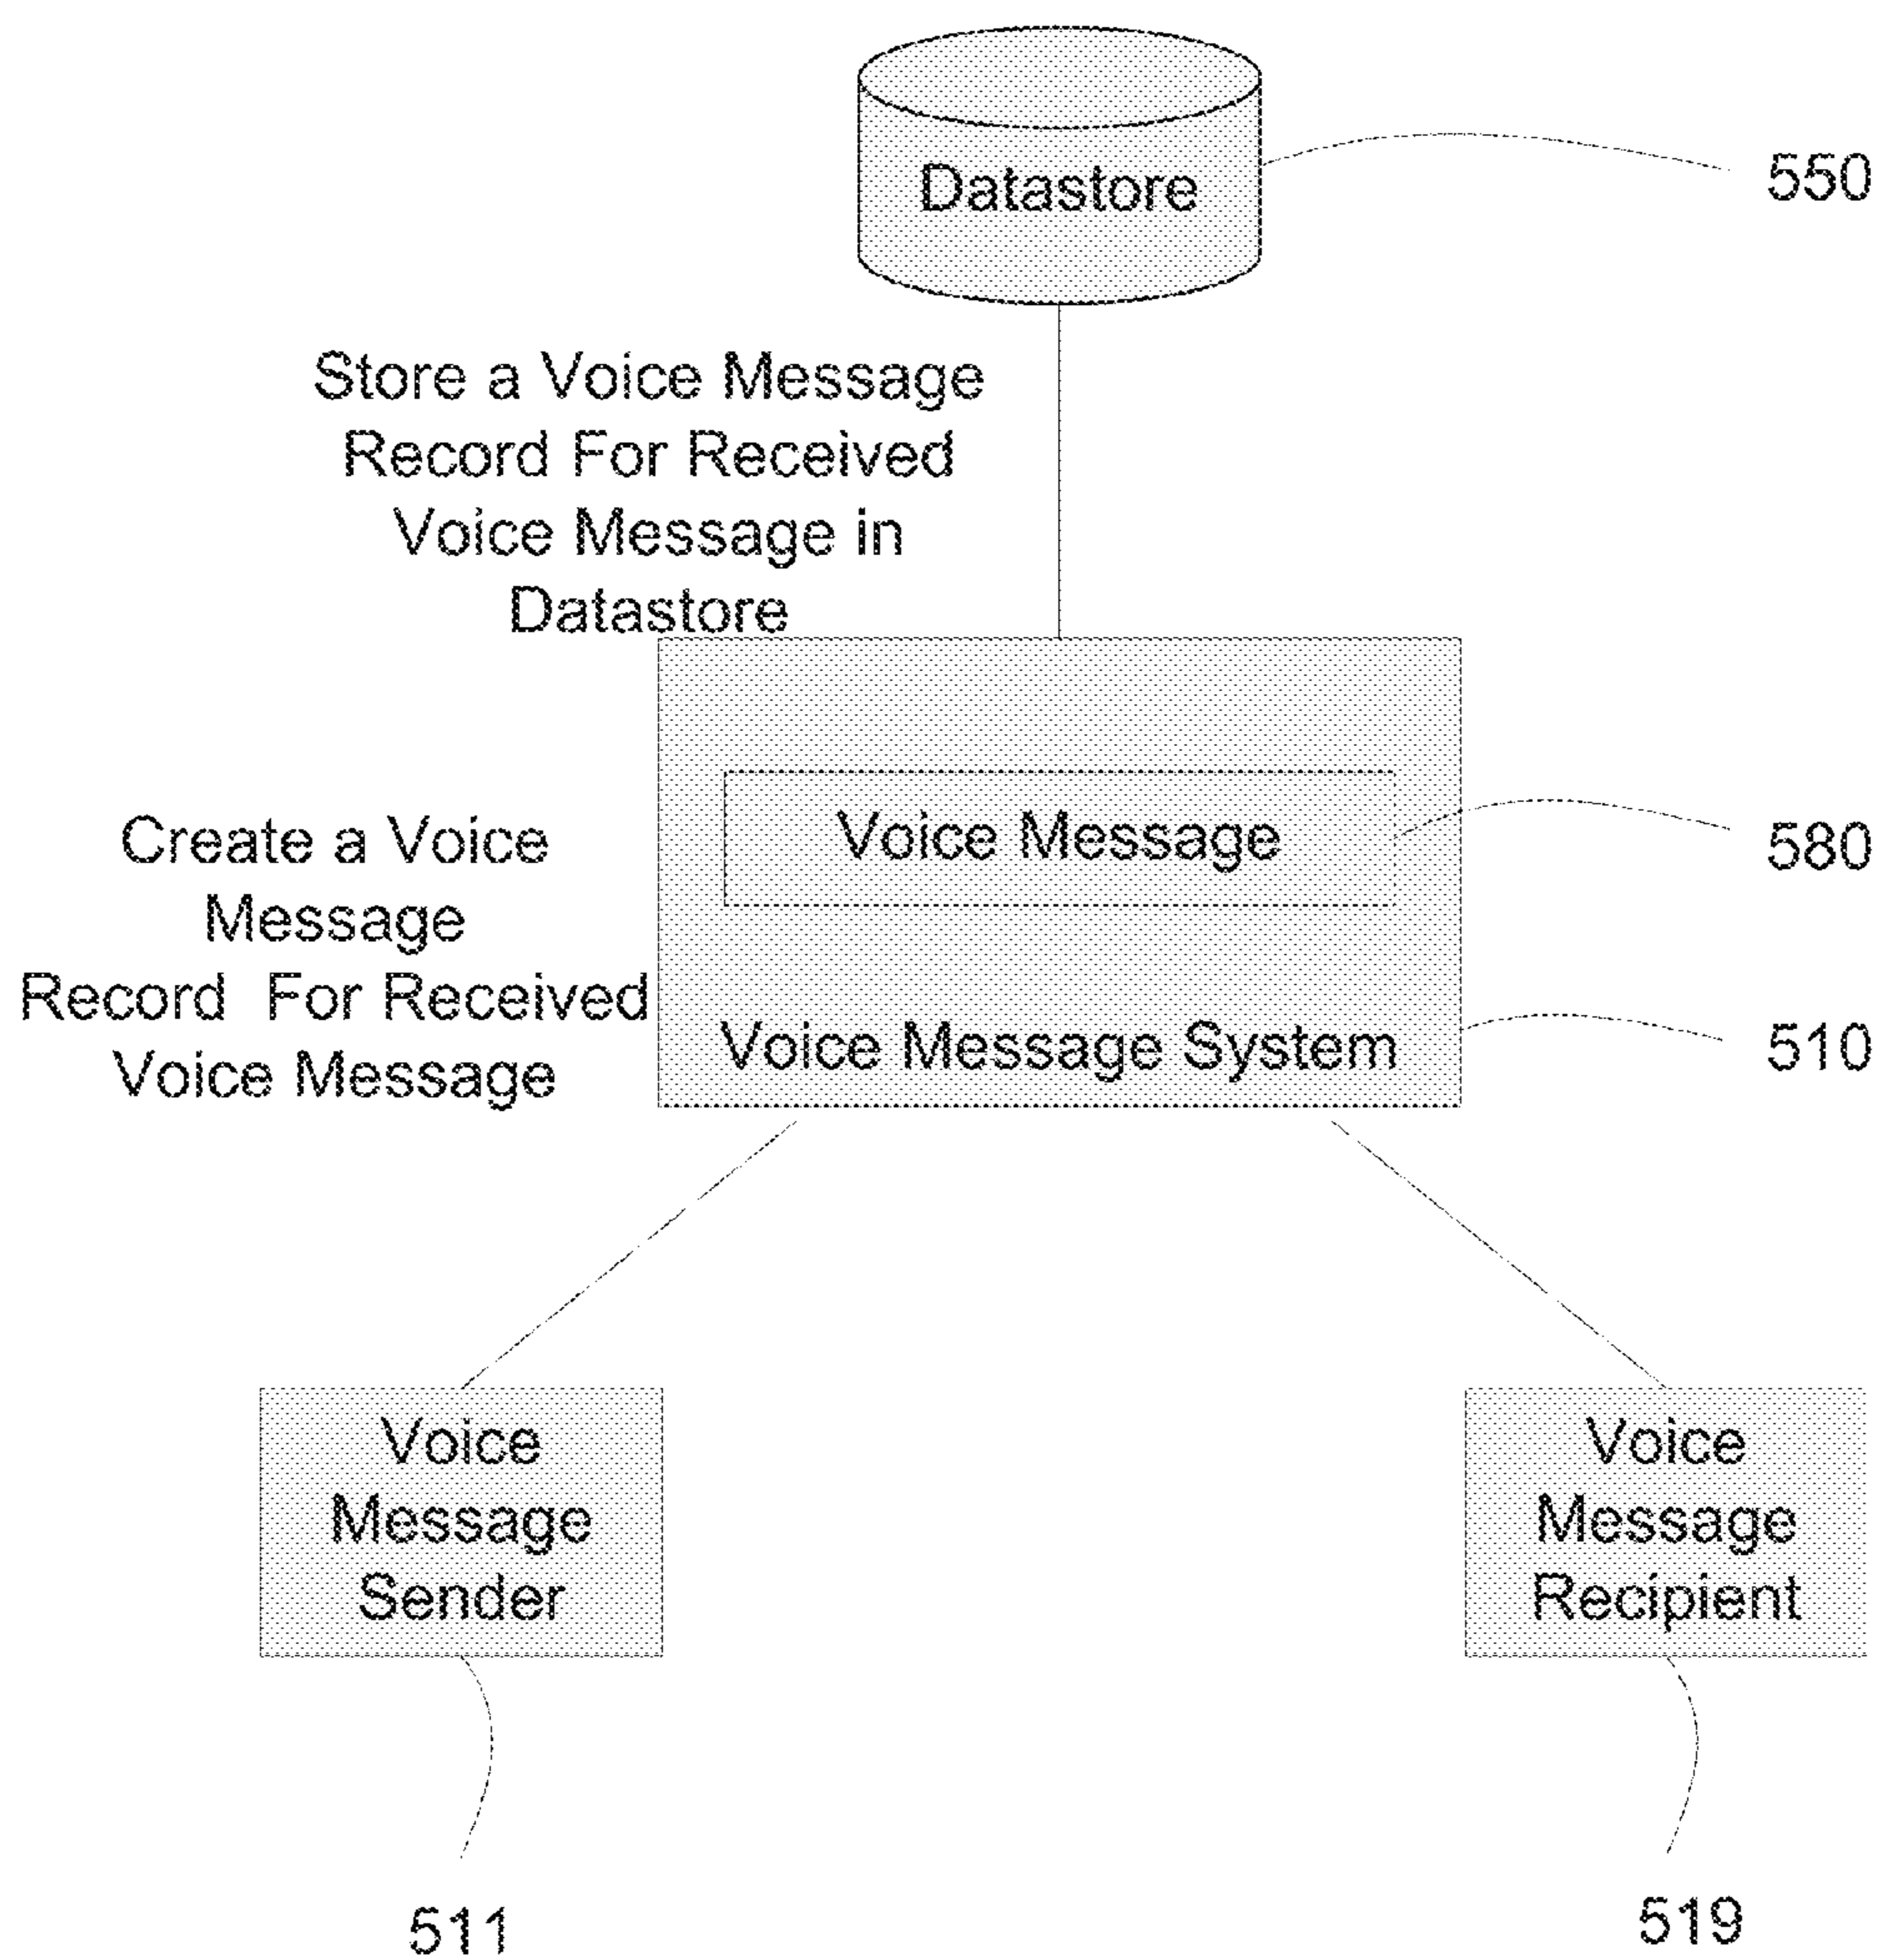 Datastore
550
Store a Voice Message
Record For Received
Voice Message in
Datastore
Voice Message
580
Create a Voice
Message
Record For Received
Voice Message
Voice Message System
510
Voice
Message
Sender
Voice
Message
Recipient
511
519